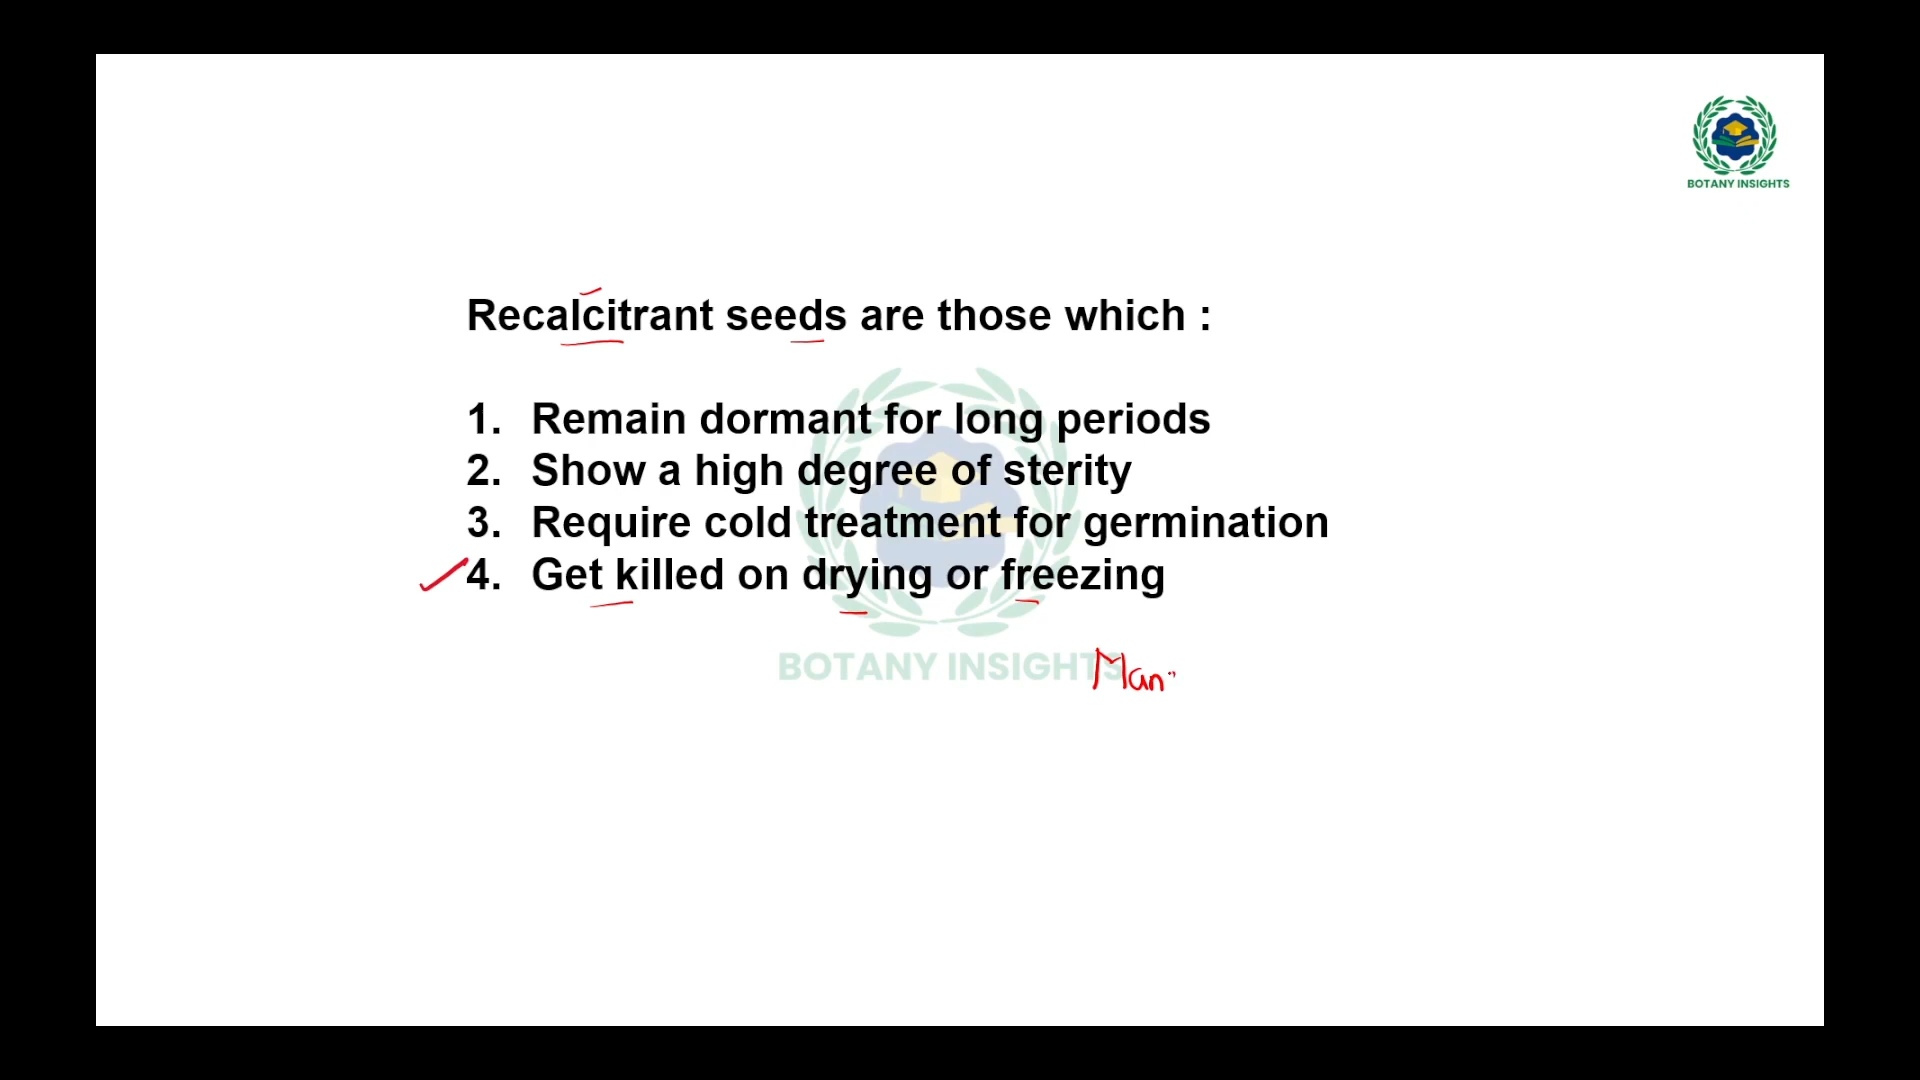 BOTANY INSIGHTS
Recalcitrant seeds are those which :
1. Remain dormant for long periods
2. Show a high degree of sterity
3. Require cold treatment for germination
4. Get killed on drying or freezing
BOTANY INSIGHTS
Man